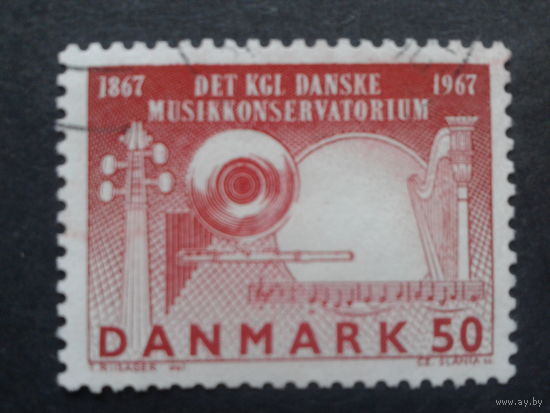 1867 DET KGL DANSKE 1967
MUSIKKONSERVATORIUM
DANMARK 50
CZ. SLANIA
www.ay.by